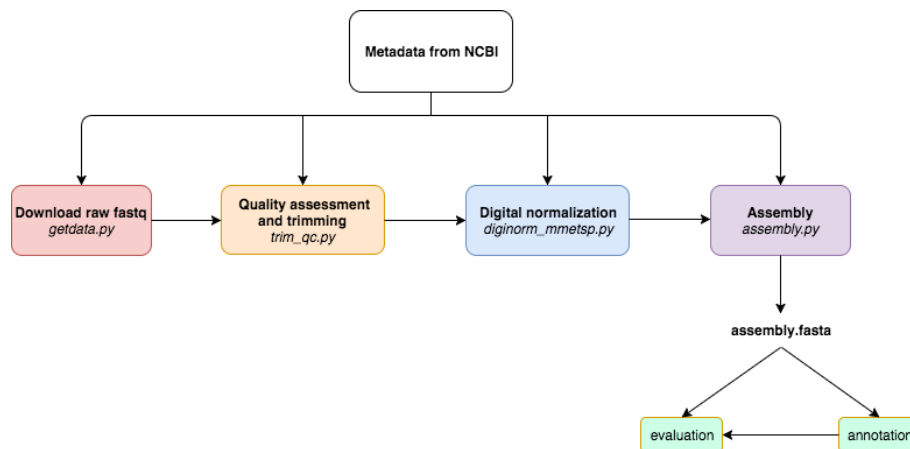 Metadata from NCBI
Download raw fastq
getdata.py
Quality assessment
and trimming
trim_qc.py
Digital normalization
diginorm_mmetsp.py
Assembly
assembly.py
assembly.fasta
evaluation
annotation